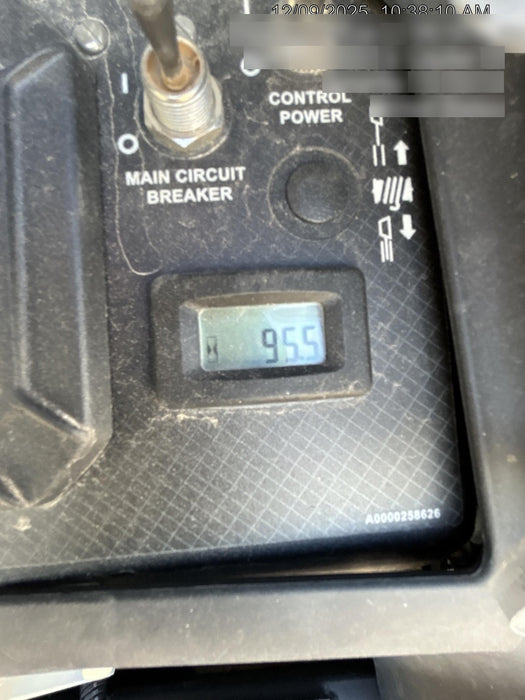 12/09/2025 10:38:10 AM
I
O
O
CONTROL
POWER
MAIN CIRCUIT
BREAKER
95.5
A0000258626